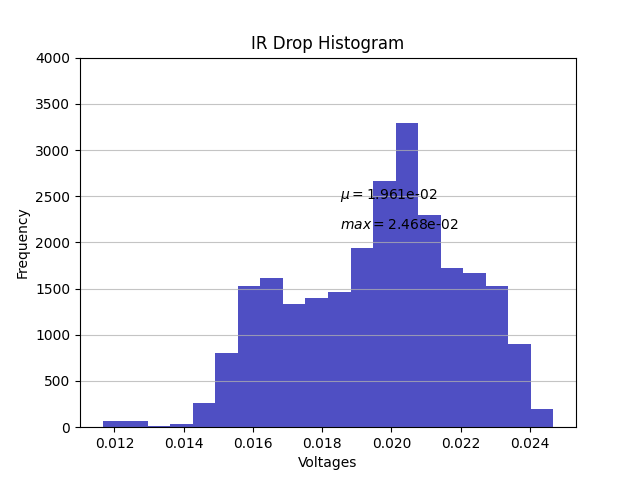 IR Drop Histogram
4000
3500
3000
2500
2000
1500
1000
500
0
Frequency
μ = 1.961e-02
max = 2.468e-02
0.012 0.014 0.016 0.018 0.020 0.022 0.024
Voltages